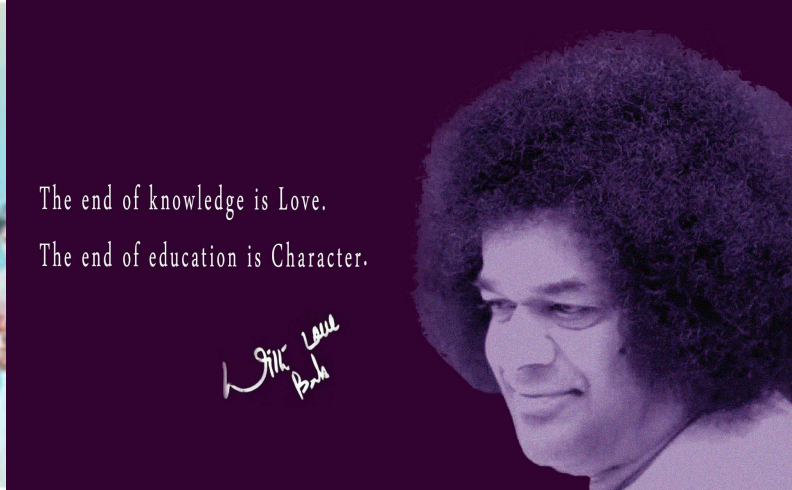 The end of knowledge is Love.
The end of education is Character.
With Love
Baba